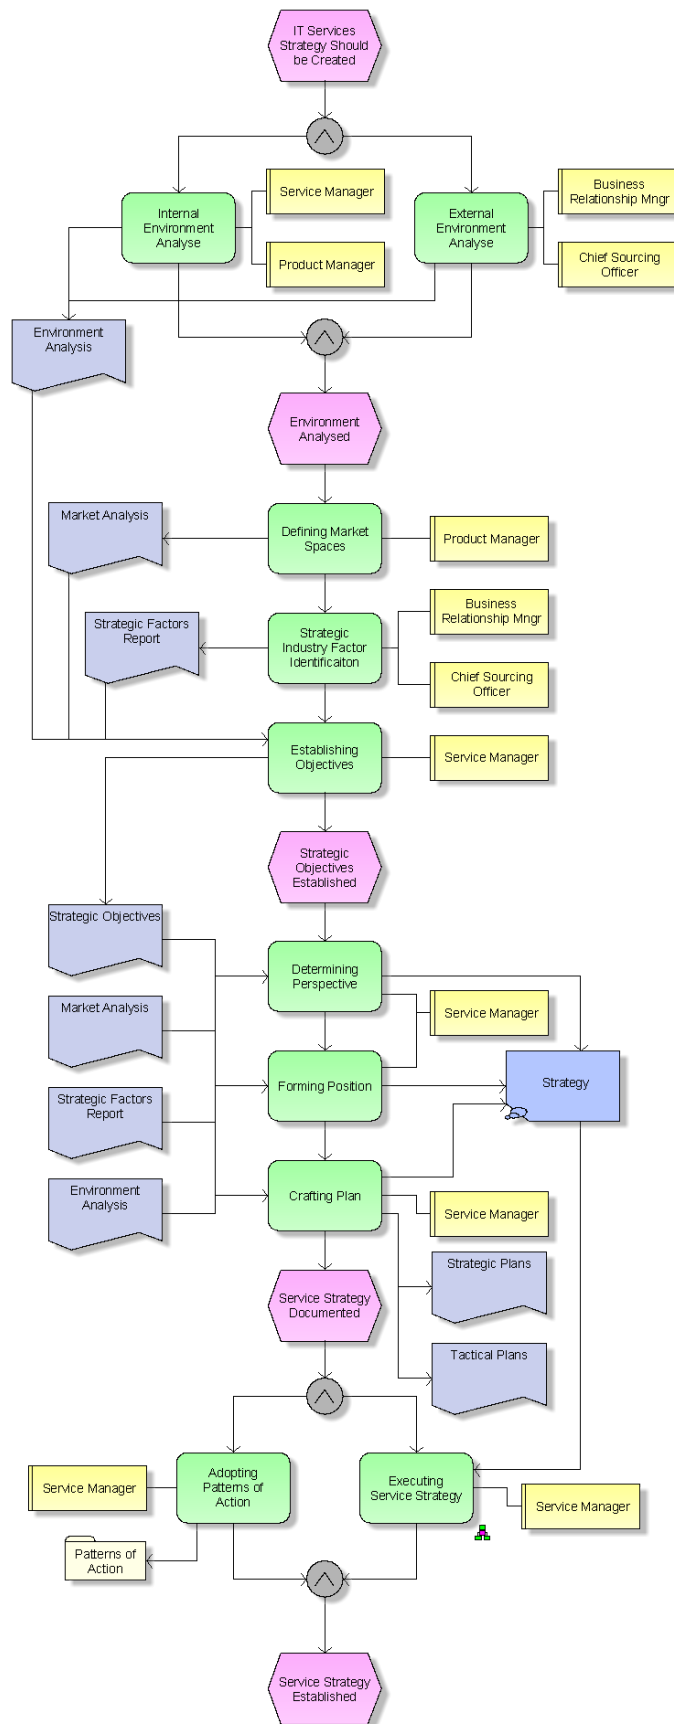 IT Services
Strategy Should
be Created
Service Manager
Business
Relationship Mngr
Internal
Environment
Analyse
External
Environment
Analyse
Product Manager
Chief Sourcing
Officer
Environment
Analysis
Environment
Analysed
Market Analysis
Defining Market
Spaces
Product Manager
Strategic Factors
Report
Strategic
Industry Factor
Identificaiton
Business
Relationship Mngr
Chief Sourcing
Officer
Establishing
Objectives
Service Manager
Strategic
Objectives
Established
Strategic Objectives
Determining
Perspective
Service Manager
Market Analysis
Forming Position
Strategy
Strategic Factors
Report
Environment
Analysis
Crafting Plan
Service Manager
Strategic Plans
Service Strategy
Documented
Tactical Plans
Service Manager
Adopting
Patterns of
Action
Executing
Service Strategy
Service Manager
Patterns of
Action
Service Strategy
Established